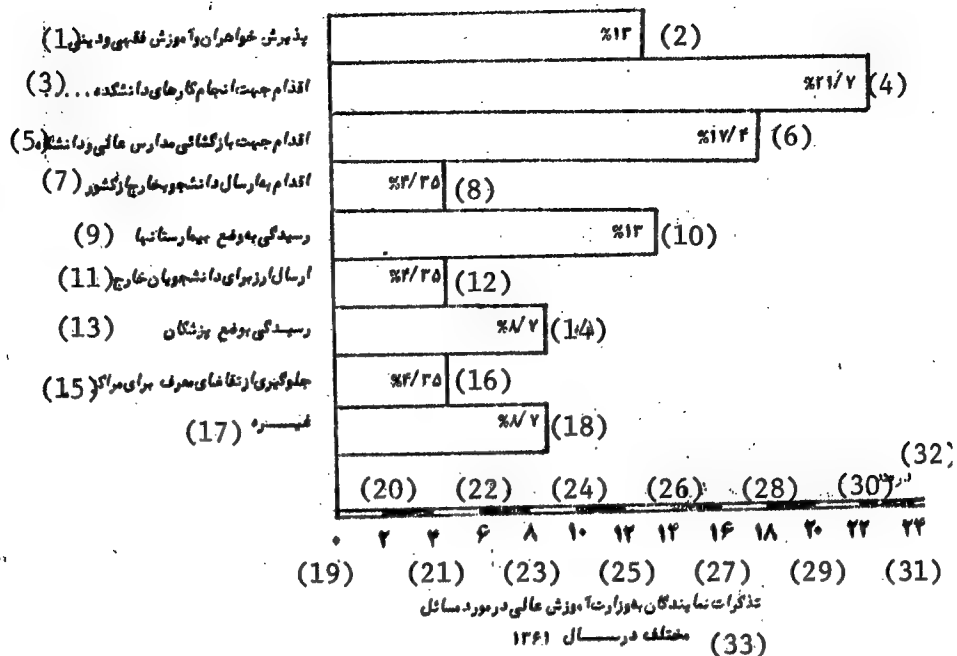 پذیرش خواهران و آموزش فقهی و دینی (1) %۱۳ (2)
اقدام جهت انجام کارهای دانشکده... (3) %۲۱/۷ (4)
اقدام جهت بازگشائی مدارس عالی و دانشگاه (5) %۱۷/۴ (6)
اقدام به ارسال دانشجو بخارج از کشور (7) %۴/۳۵ (8)
رسیدگی به وضع بیمارستانها (9) %۱۳ (10)
ارسال ارز برای دانشجویان خارج (11) %۴/۳۵ (12)
رسیدگی بوضع پزشکان (13) %۸/۷ (14)
جلوگیری از تقاضای معرف برای مراکز (15) %۴/۳۵ (16)
غیره (17) %۸/۷ (18)
(32)
(20) (22) (24) (26) (28) (30) درصد
۰ ۲ ۴ ۶ ۸ ۱۰ ۱۲ ۱۴ ۱۶ ۱۸ ۲۰ ۲۲ ۲۴
(19) (21) (23) (25) (27) (29) (31)
تذکرات نمایندگان به وزارت آموزش عالی در مورد مسائل
مختلف در سال ۱۳۶۱ (33)